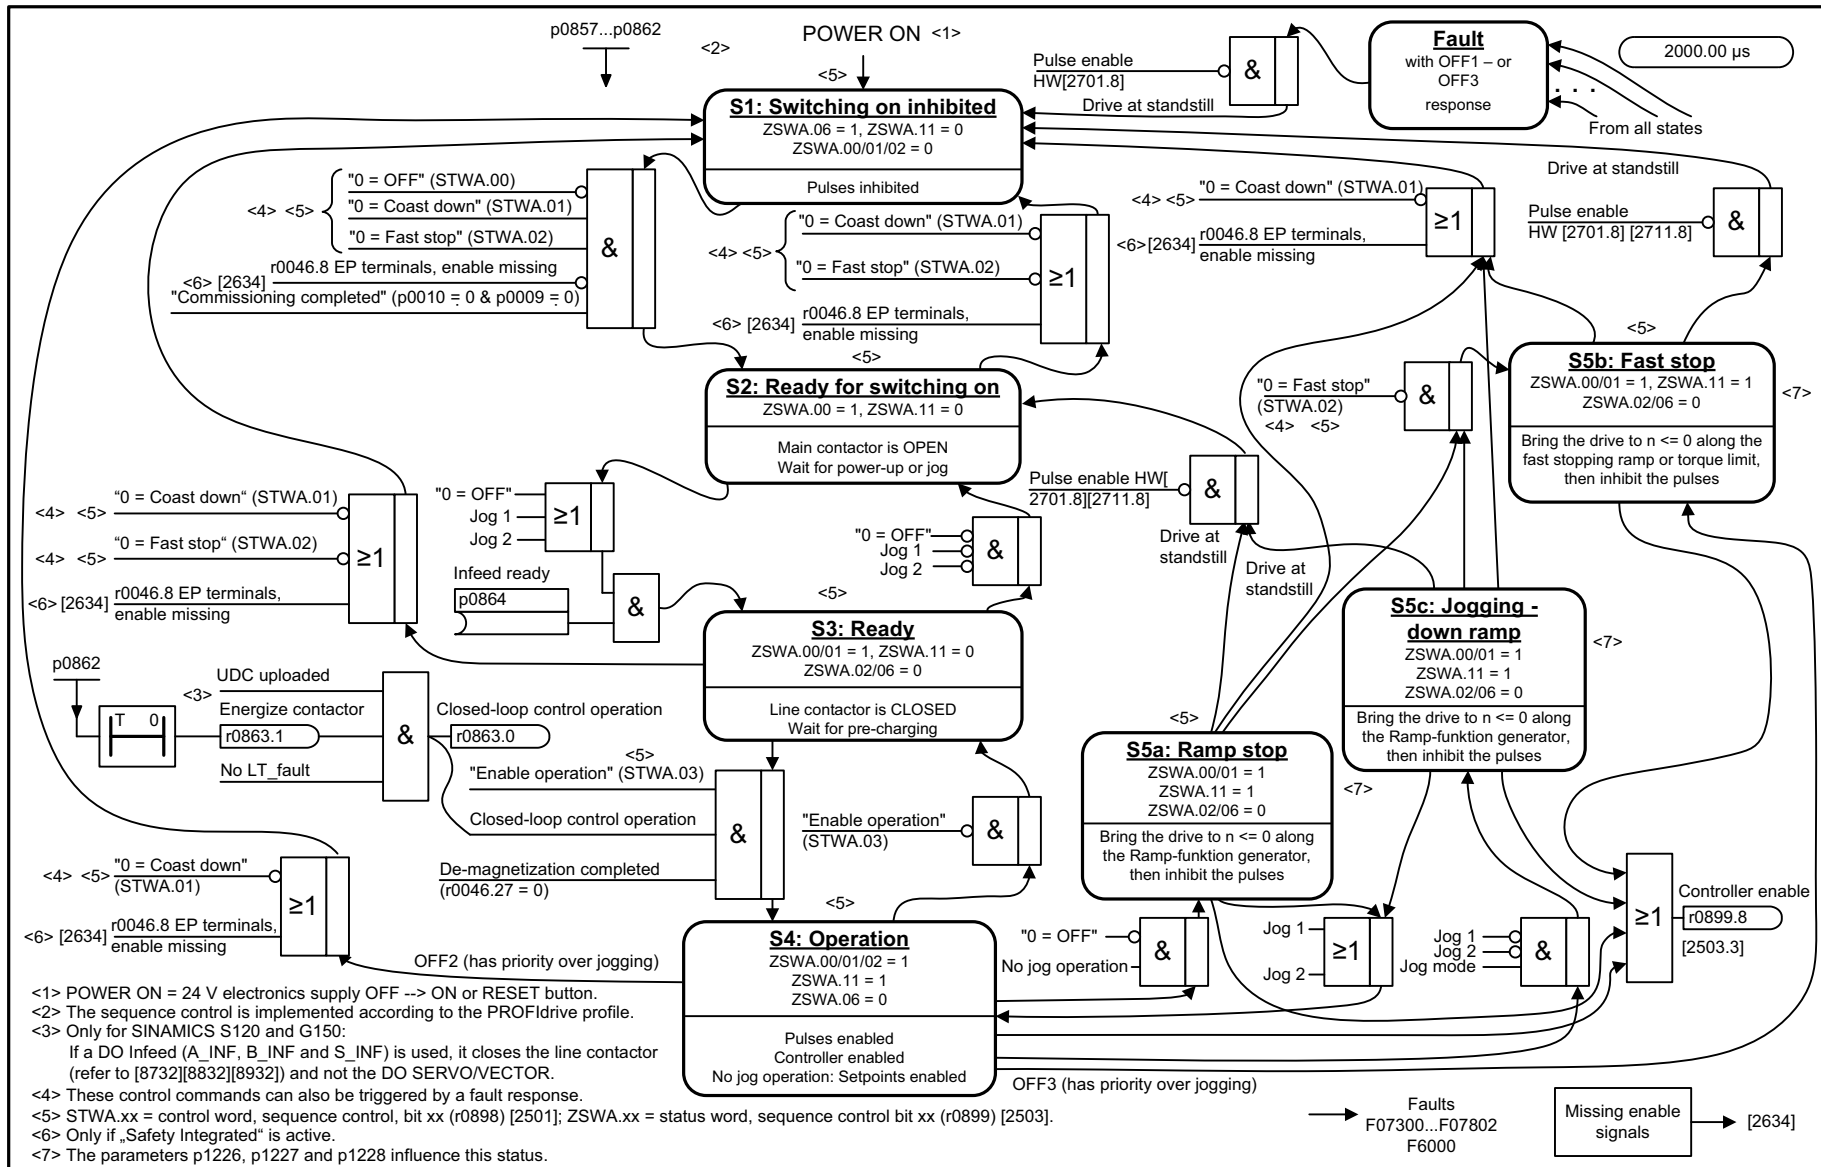 p0857...p0862
<2>
POWER ON <1>
<5>
Pulse enable
HW[2701.8]
&
Drive at standstill
Fault
with OFF1 – or
OFF3
response
. . .
From all states
2000.00 µs
S1: Switching on inhibited
ZSWA.06 = 1, ZSWA.11 = 0
ZSWA.00/01/02 = 0
Pulses inhibited
<4> <5>
"0 = OFF" (STWA.00)
"0 = Coast down" (STWA.01)
"0 = Fast stop" (STWA.02)
<6> [2634]
r0046.8 EP terminals, enable missing
"Commissioning completed" (p0010 = 0 & p0009 = 0)
&
<4> <5>
"0 = Coast down" (STWA.01)
"0 = Fast stop" (STWA.02)
<6> [2634]
r0046.8 EP terminals,
enable missing
≥1
<4> <5>
"0 = Coast down" (STWA.01)
<6>[2634]
r0046.8 EP terminals,
enable missing
≥1
Drive at standstill
Pulse enable
HW [2701.8] [2711.8]
&
<5>
S2: Ready for switching on
ZSWA.00 = 1, ZSWA.11 = 0
Main contactor is OPEN
Wait for power-up or jog
"0 = Fast stop"
(STWA.02)
<4> <5>
&
<5>
S5b: Fast stop
ZSWA.00/01 = 1, ZSWA.11 = 1
ZSWA.02/06 = 0
Bring the drive to n <= 0 along the
fast stopping ramp or torque limit,
then inhibit the pulses
<7>
<4> <5>
“0 = Coast down“ (STWA.01)
<4> <5>
“0 = Fast stop“ (STWA.02)
<6> [2634]
r0046.8 EP terminals,
enable missing
≥1
"0 = OFF"
Jog 1
Jog 2
≥1
Infeed ready
p0864
&
"0 = OFF"
Jog 1
Jog 2
&
Pulse enable HW[
2701.8][2711.8]
&
Drive at
standstill
Drive at
standstill
<5>
S3: Ready
ZSWA.00/01 = 1, ZSWA.11 = 0
ZSWA.02/06 = 0
Line contactor is CLOSED
Wait for pre-charging
S5c: Jogging -
down ramp
ZSWA.00/01 = 1
ZSWA.11 = 1
ZSWA.02/06 = 0
Bring the drive to n <= 0 along
the Ramp-funktion generator,
then inhibit the pulses
<7>
p0862
T 0
<3>
UDC uploaded
Energize contactor
r0863.1
No LT_fault
&
Closed-loop control operation
r0863.0
<5>
"Enable operation" (STWA.03)
Closed-loop control operation
De-magnetization completed
(r0046.27 = 0)
&
"Enable operation"
(STWA.03)
&
<5>
S5a: Ramp stop
ZSWA.00/01 = 1
ZSWA.11 = 1
ZSWA.02/06 = 0
Bring the drive to n <= 0 along
the Ramp-funktion generator,
then inhibit the pulses
<7>
<4> <5>
"0 = Coast down"
(STWA.01)
<6> [2634]
r0046.8 EP terminals,
enable missing
≥1
OFF2 (has priority over jogging)
<5>
S4: Operation
ZSWA.00/01/02 = 1
ZSWA.11 = 1
ZSWA.06 = 0
Pulses enabled
Controller enabled
No jog operation: Setpoints enabled
"0 = OFF"
No jog operation
&
Jog 1
Jog 2
≥1
Jog 1
Jog 2
Jog mode
&
≥1
Controller enable
r0899.8
[2503.3]
OFF3 (has priority over jogging)
<1> POWER ON = 24 V electronics supply OFF --> ON or RESET button.
<2> The sequence control is implemented according to the PROFIdrive profile.
<3> Only for SINAMICS S120 and G150:
If a DO Infeed (A_INF, B_INF and S_INF) is used, it closes the line contactor
(refer to [8732][8832][8932]) and not the DO SERVO/VECTOR.
<4> These control commands can also be triggered by a fault response.
<5> STWA.xx = control word, sequence control, bit xx (r0898) [2501]; ZSWA.xx = status word, sequence control bit xx (r0899) [2503].
<6> Only if „Safety Integrated“ is active.
<7> The parameters p1226, p1227 and p1228 influence this status.
Faults
F07300...F07802
F6000
Missing enable
signals
[2634]